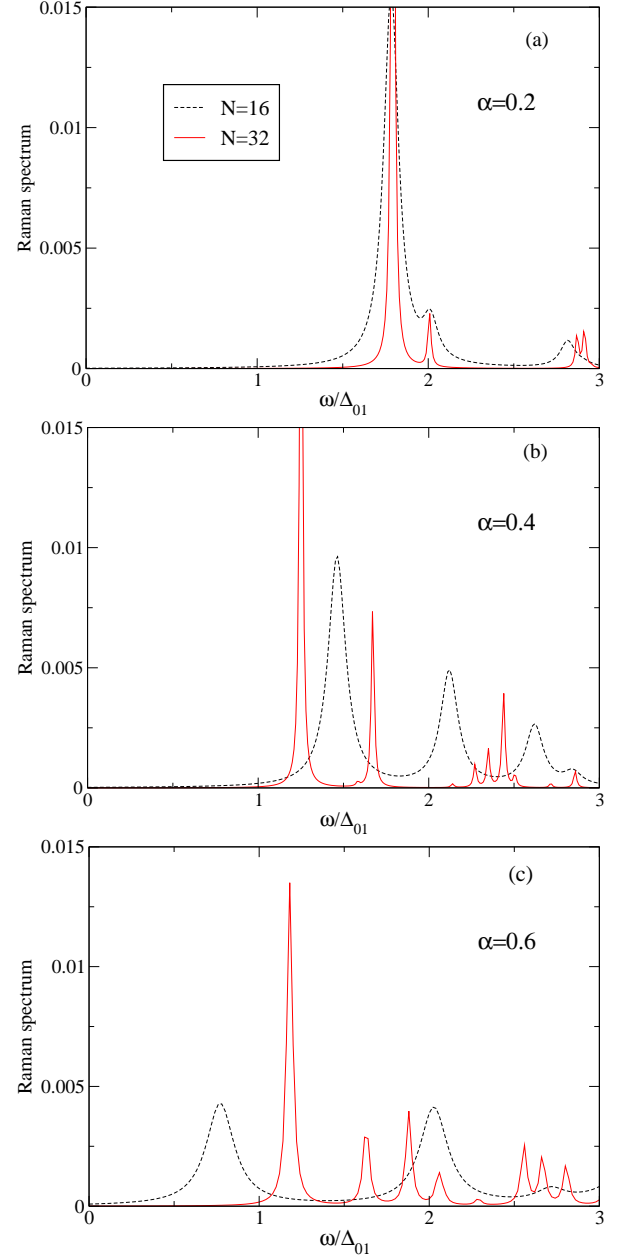 0.015
(a)
N=16
N=32
α=0.2
0.01
Raman spectrum
0.005
0
0 1 2 3
ω/Δ01
0.015
(b)
α=0.4
0.01
Raman spectrum
0.005
0
0 1 2 3
ω/Δ01
0.015
(c)
α=0.6
0.01
Raman spectrum
0.005
0
0 1 2 3
ω/Δ01